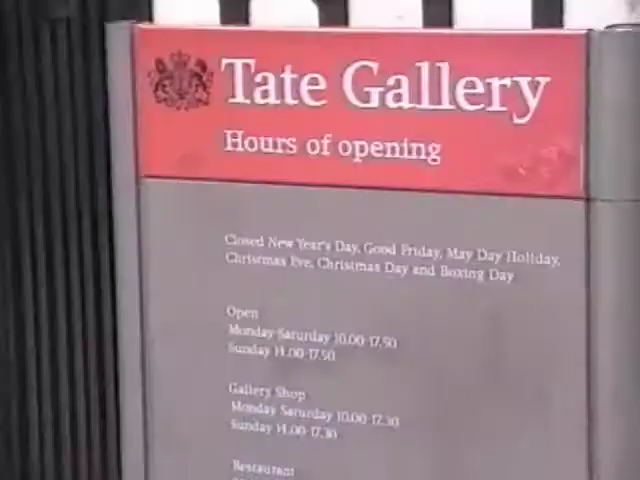 Tate Gallery
Hours of opening
Closed New Year's Day, Good Friday, May Day Holiday,
Christmas Eve, Christmas Day and Boxing Day
Open
Monday-Saturday 10.00-17.50
Sunday 14.00-17.50
Gallery Shop
Monday Saturday 10.00-17.30
Sunday 14.00-17.30
Restaurant